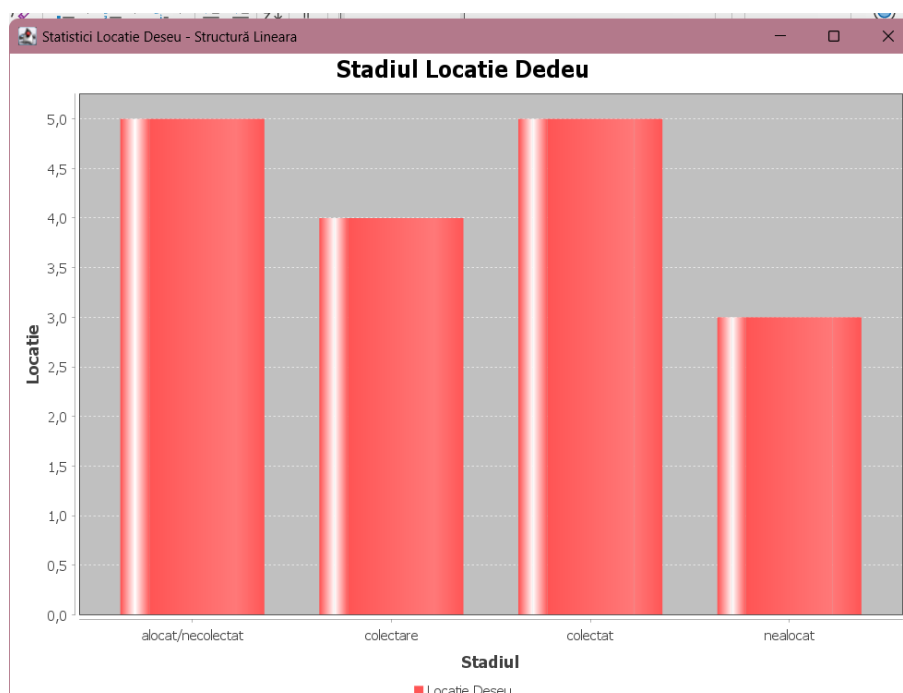 Statistici Locatie Deseu - Structură Lineara
Stadiul Locatie Dedeu
5,0
4,5
4,0
3,5
3,0
2,5
2,0
1,5
1,0
0,5
0,0
Locatie
alocat/necolectat colectare colectat nealocat
Stadiul
Locatie Deseu